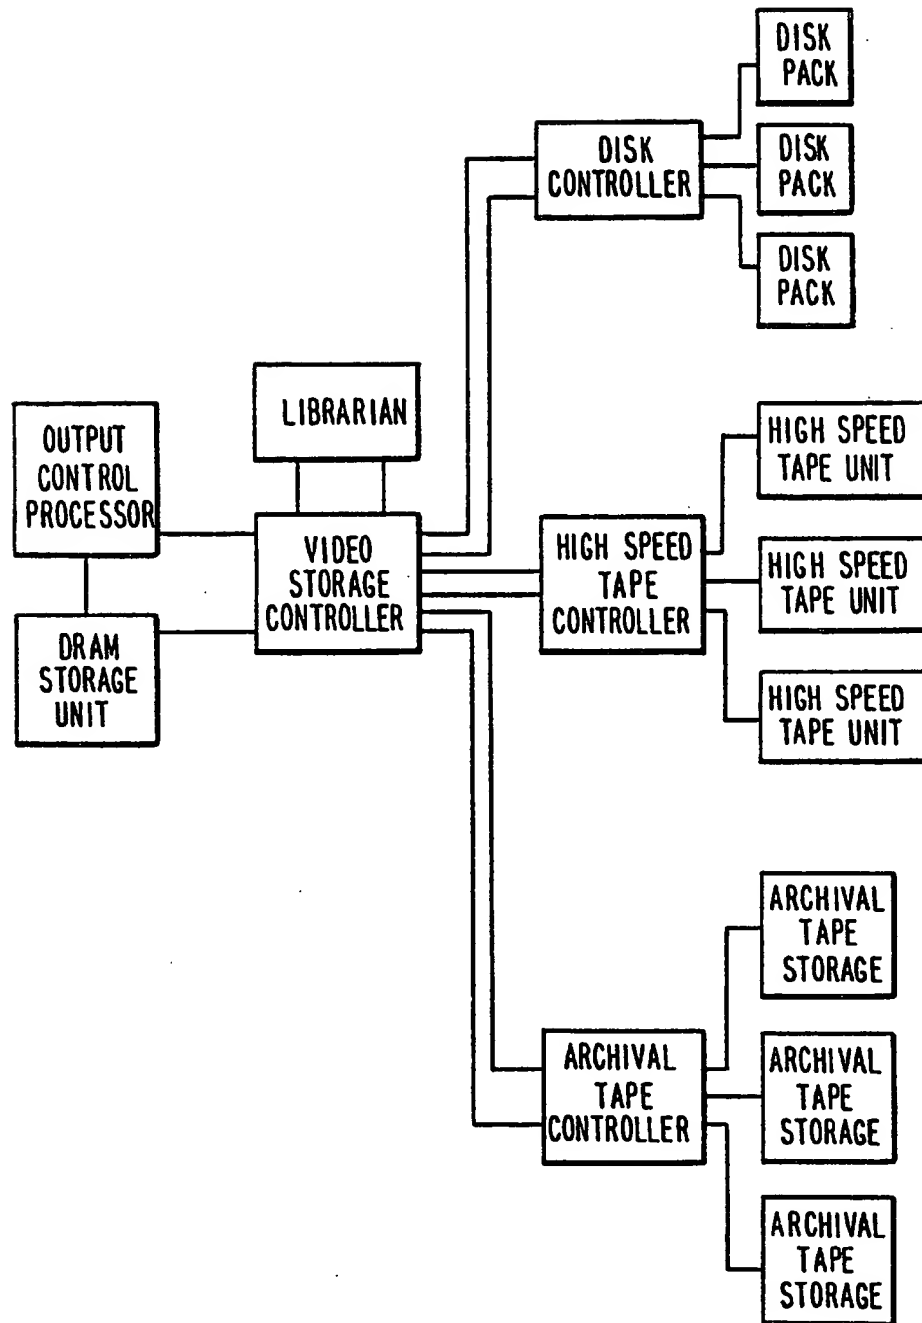 DISK
PACK
DISK
CONTROLLER
DISK
PACK
DISK
PACK
LIBRARIAN
OUTPUT
CONTROL
PROCESSOR
VIDEO
STORAGE
CONTROLLER
DRAM
STORAGE
UNIT
HIGH SPEED
TAPE UNIT
HIGH SPEED
TAPE
CONTROLLER
HIGH SPEED
TAPE UNIT
HIGH SPEED
TAPE UNIT
ARCHIVAL
TAPE
STORAGE
ARCHIVAL
TAPE
CONTROLLER
ARCHIVAL
TAPE
STORAGE
ARCHIVAL
TAPE
STORAGE